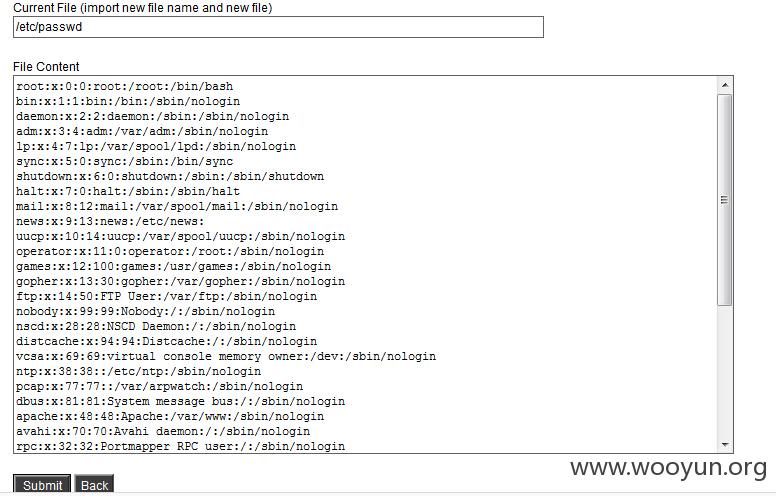 Current File (import new file name and new file)
/etc/passwd
File Content
root:x:0:0:root:/root:/bin/bash
bin:x:1:1:bin:/bin:/sbin/nologin
daemon:x:2:2:daemon:/sbin:/sbin/nologin
adm:x:3:4:adm:/var/adm:/sbin/nologin
lp:x:4:7:lp:/var/spool/lpd:/sbin/nologin
sync:x:5:0:sync:/sbin:/bin/sync
shutdown:x:6:0:shutdown:/sbin:/sbin/shutdown
halt:x:7:0:halt:/sbin:/sbin/halt
mail:x:8:12:mail:/var/spool/mail:/sbin/nologin
news:x:9:13:news:/etc/news:
uucp:x:10:14:uucp:/var/spool/uucp:/sbin/nologin
operator:x:11:0:operator:/root:/sbin/nologin
games:x:12:100:games:/usr/games:/sbin/nologin
gopher:x:13:30:gopher:/var/gopher:/sbin/nologin
ftp:x:14:50:FTP User:/var/ftp:/sbin/nologin
nobody:x:99:99:Nobody:/:/sbin/nologin
nscd:x:28:28:NSCD Daemon:/:/sbin/nologin
distcache:x:94:94:Distcache:/:/sbin/nologin
vcsa:x:69:69:virtual console memory owner:/dev:/sbin/nologin
ntp:x:38:38::/etc/ntp:/sbin/nologin
pcap:x:77:77::/var/arpwatch:/sbin/nologin
dbus:x:81:81:System message bus:/:/sbin/nologin
apache:x:48:48:Apache:/var/www:/sbin/nologin
avahi:x:70:70:Avahi daemon:/:/sbin/nologin
rpc:x:32:32:Portmapper RPC user:/:/sbin/nologin
www.wooyun.org
Submit Back